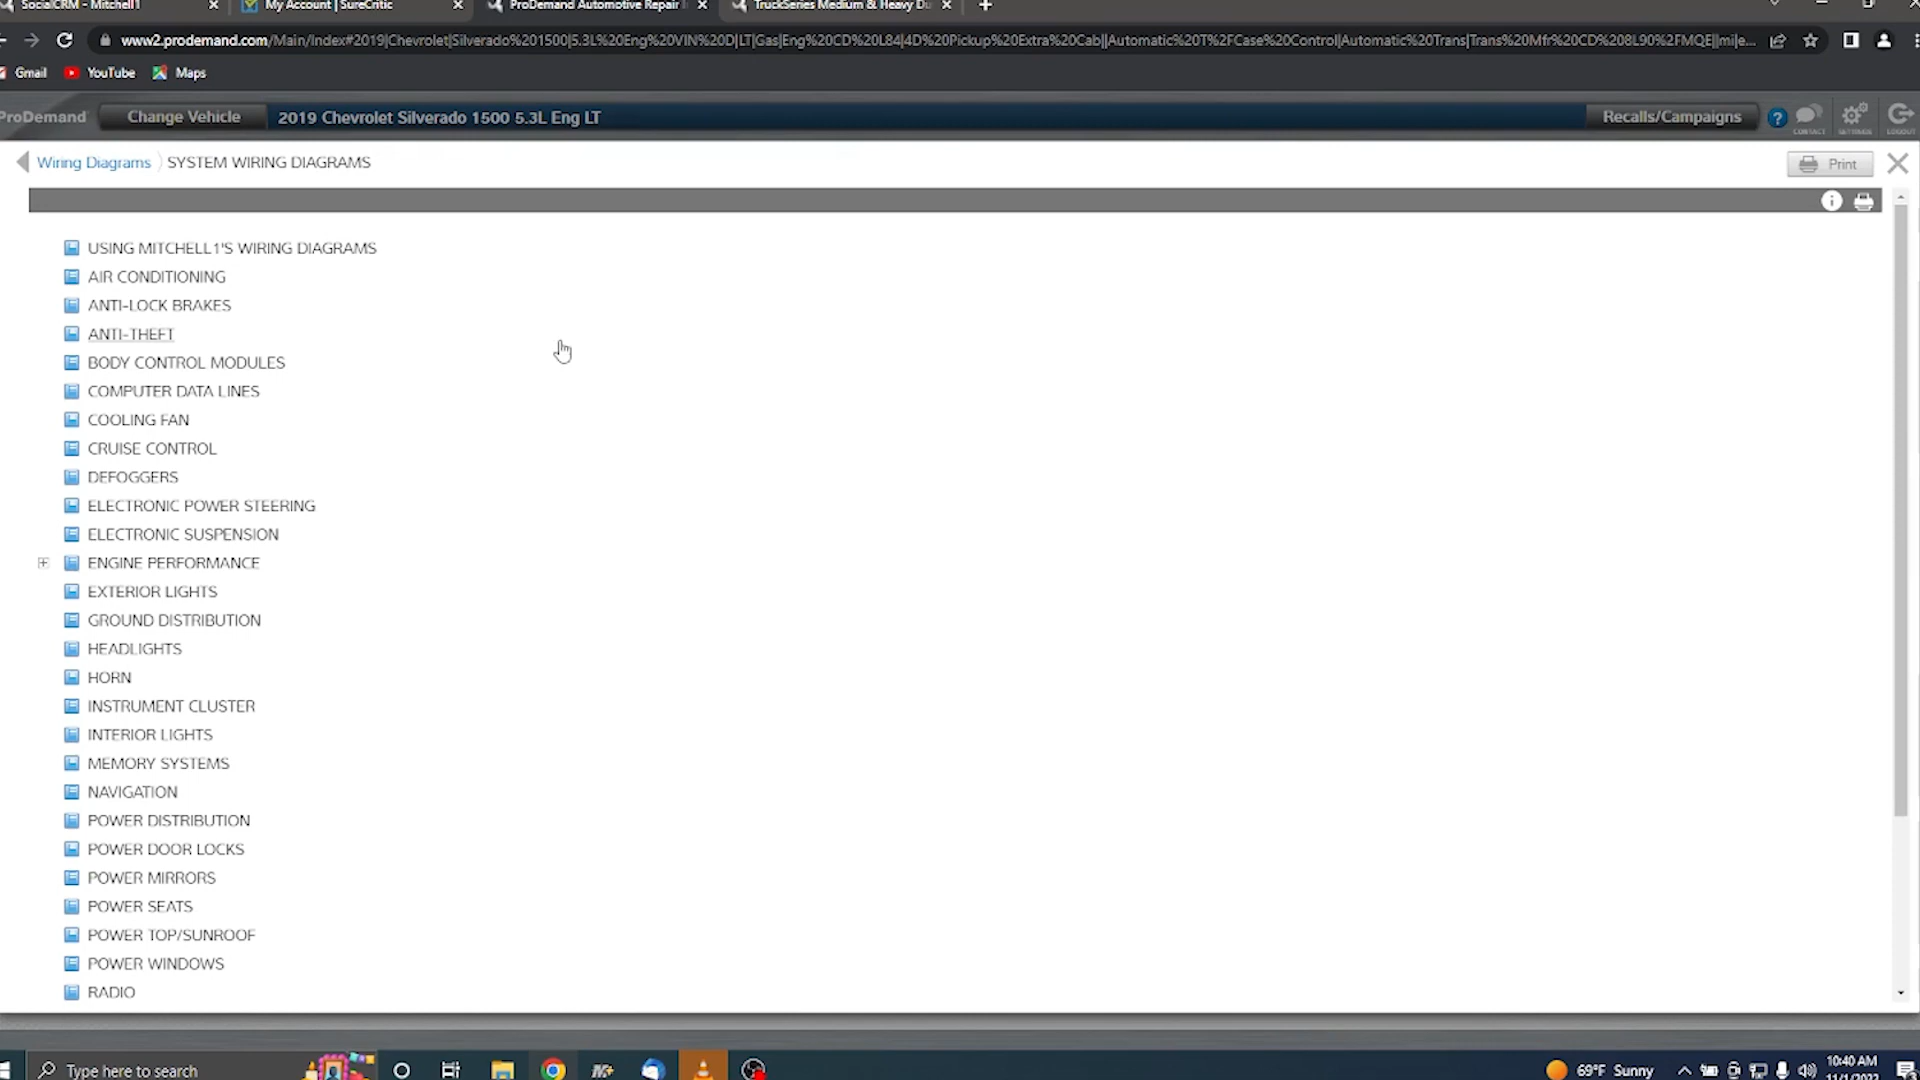 SocialCRM - Mitchell1
My Account | SureCritic
ProDemand Automotive Repair
TruckSeries Medium & Heavy Du
www2.prodemand.com/Main/Index#2019|Chevrolet|Silverado%201500|5.3L%20Eng%20VIN%20D|LT|Gas|Eng%20CD%20L84|4D%20Pickup%20Extra%20Cab||Automatic%20T%2FCase%20Control|Automatic%20Trans|Trans%20Mfr%20CD%208L90%2FMQE||mi|e...
Gmail YouTube Maps
ProDemand Change Vehicle 2019 Chevrolet Silverado 1500 5.3L Eng LT Recalls/Campaigns ?
CONTACT SETTINGS LOGOUT
Wiring Diagrams SYSTEM WIRING DIAGRAMS Print
USING MITCHELL1'S WIRING DIAGRAMS
AIR CONDITIONING
ANTI-LOCK BRAKES
ANTI-THEFT
BODY CONTROL MODULES
COMPUTER DATA LINES
COOLING FAN
CRUISE CONTROL
DEFOGGERS
ELECTRONIC POWER STEERING
ELECTRONIC SUSPENSION
ENGINE PERFORMANCE
EXTERIOR LIGHTS
GROUND DISTRIBUTION
HEADLIGHTS
HORN
INSTRUMENT CLUSTER
INTERIOR LIGHTS
MEMORY SYSTEMS
NAVIGATION
POWER DISTRIBUTION
POWER DOOR LOCKS
POWER MIRRORS
POWER SEATS
POWER TOP/SUNROOF
POWER WINDOWS
RADIO
Type here to search
69°F Sunny
10:40 AM
11/1/2022